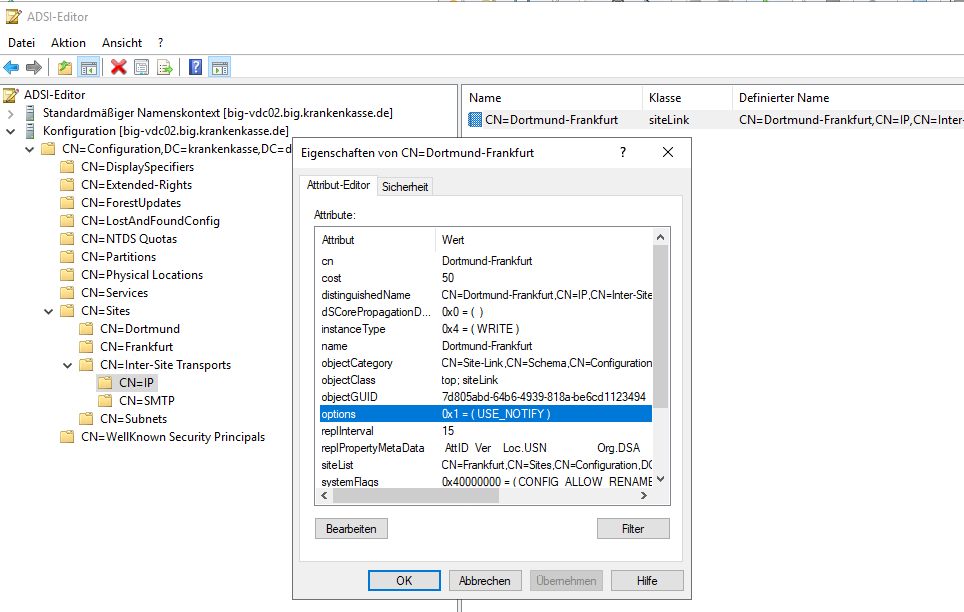 ADSI-Editor
Datei Aktion Ansicht ?
ADSI-Editor
Standardmäßiger Namenskontext [big-vdc02.big.krankenkasse.de]
Konfiguration [big-vdc02.big.krankenkasse.de]
CN=Configuration,DC=krankenkasse,DC=d
CN=DisplaySpecifiers
CN=Extended-Rights
CN=ForestUpdates
CN=LostAndFoundConfig
CN=NTDS Quotas
CN=Partitions
CN=Physical Locations
CN=Services
CN=Sites
CN=Dortmund
CN=Frankfurt
CN=Inter-Site Transports
CN=IP
CN=SMTP
CN=Subnets
CN=WellKnown Security Principals
Name Klasse Definierter Name
CN=Dortmund-Frankfurt siteLink CN=Dortmund-Frankfurt,CN=IP,CN=Inter-
Eigenschaften von CN=Dortmund-Frankfurt ?
Attribut-Editor Sicherheit
Attribute:
Attribut Wert
cn Dortmund-Frankfurt
cost 50
distinguishedName CN=Dortmund-Frankfurt,CN=IP,CN=Inter-Site
dSCorePropagationD... 0x0 = ( )
instanceType 0x4 = ( WRITE )
name Dortmund-Frankfurt
objectCategory CN=Site-Link,CN=Schema,CN=Configuration
objectClass top; siteLink
objectGUID 7d805abd-64b6-4939-818a-be6cd1123494
options 0x1 = ( USE_NOTIFY )
replInterval 15
replPropertyMetaData AttID Ver Loc.USN Org.DSA
siteList CN=Frankfurt,CN=Sites,CN=Configuration,DC
systemFlags 0x40000000 = ( CONFIG_ALLOW_RENAME
Bearbeiten Filter
OK Abbrechen Übernehmen Hilfe